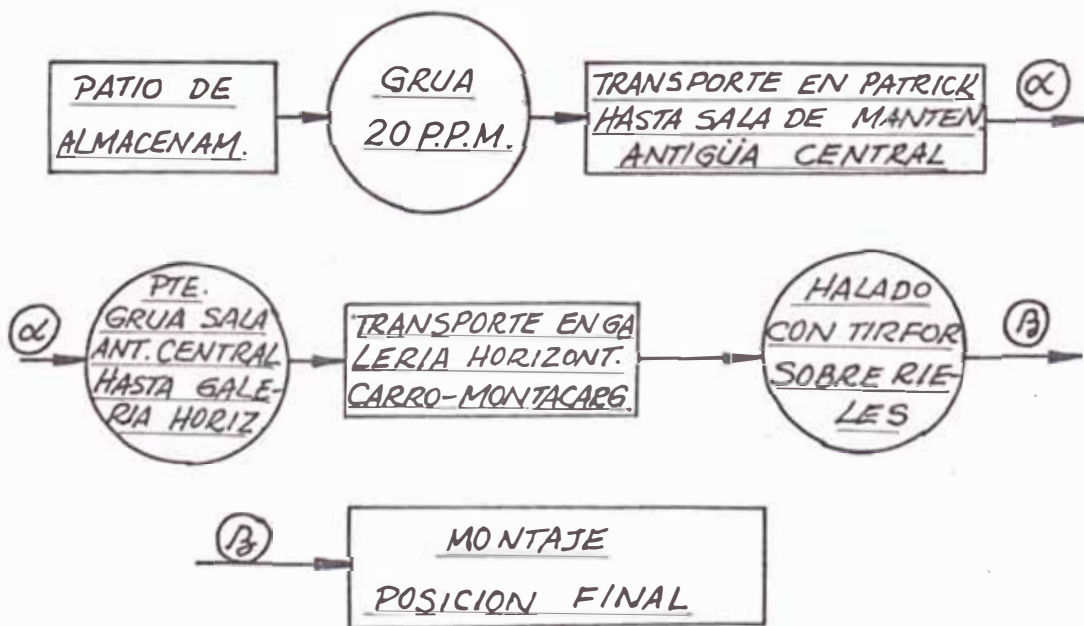 PATIO DE
ALMACENAM.
GRUA
20 P.P.M.
TRANSPORTE EN PATRICK
HASTA SALA DE MANTEN.
ANTIGÜA CENTRAL
α
α
PTE.
GRUA SALA
ANT. CENTRAL
HASTA GALE-
RIA HORIZ
TRANSPORTE EN GA
LERIA HORIZONT.
CARRO-MONTACARG.
HALADO
CON TIRFOR
SOBRE RIE-
LES
β
β
MONTAJE
POSICION FINAL